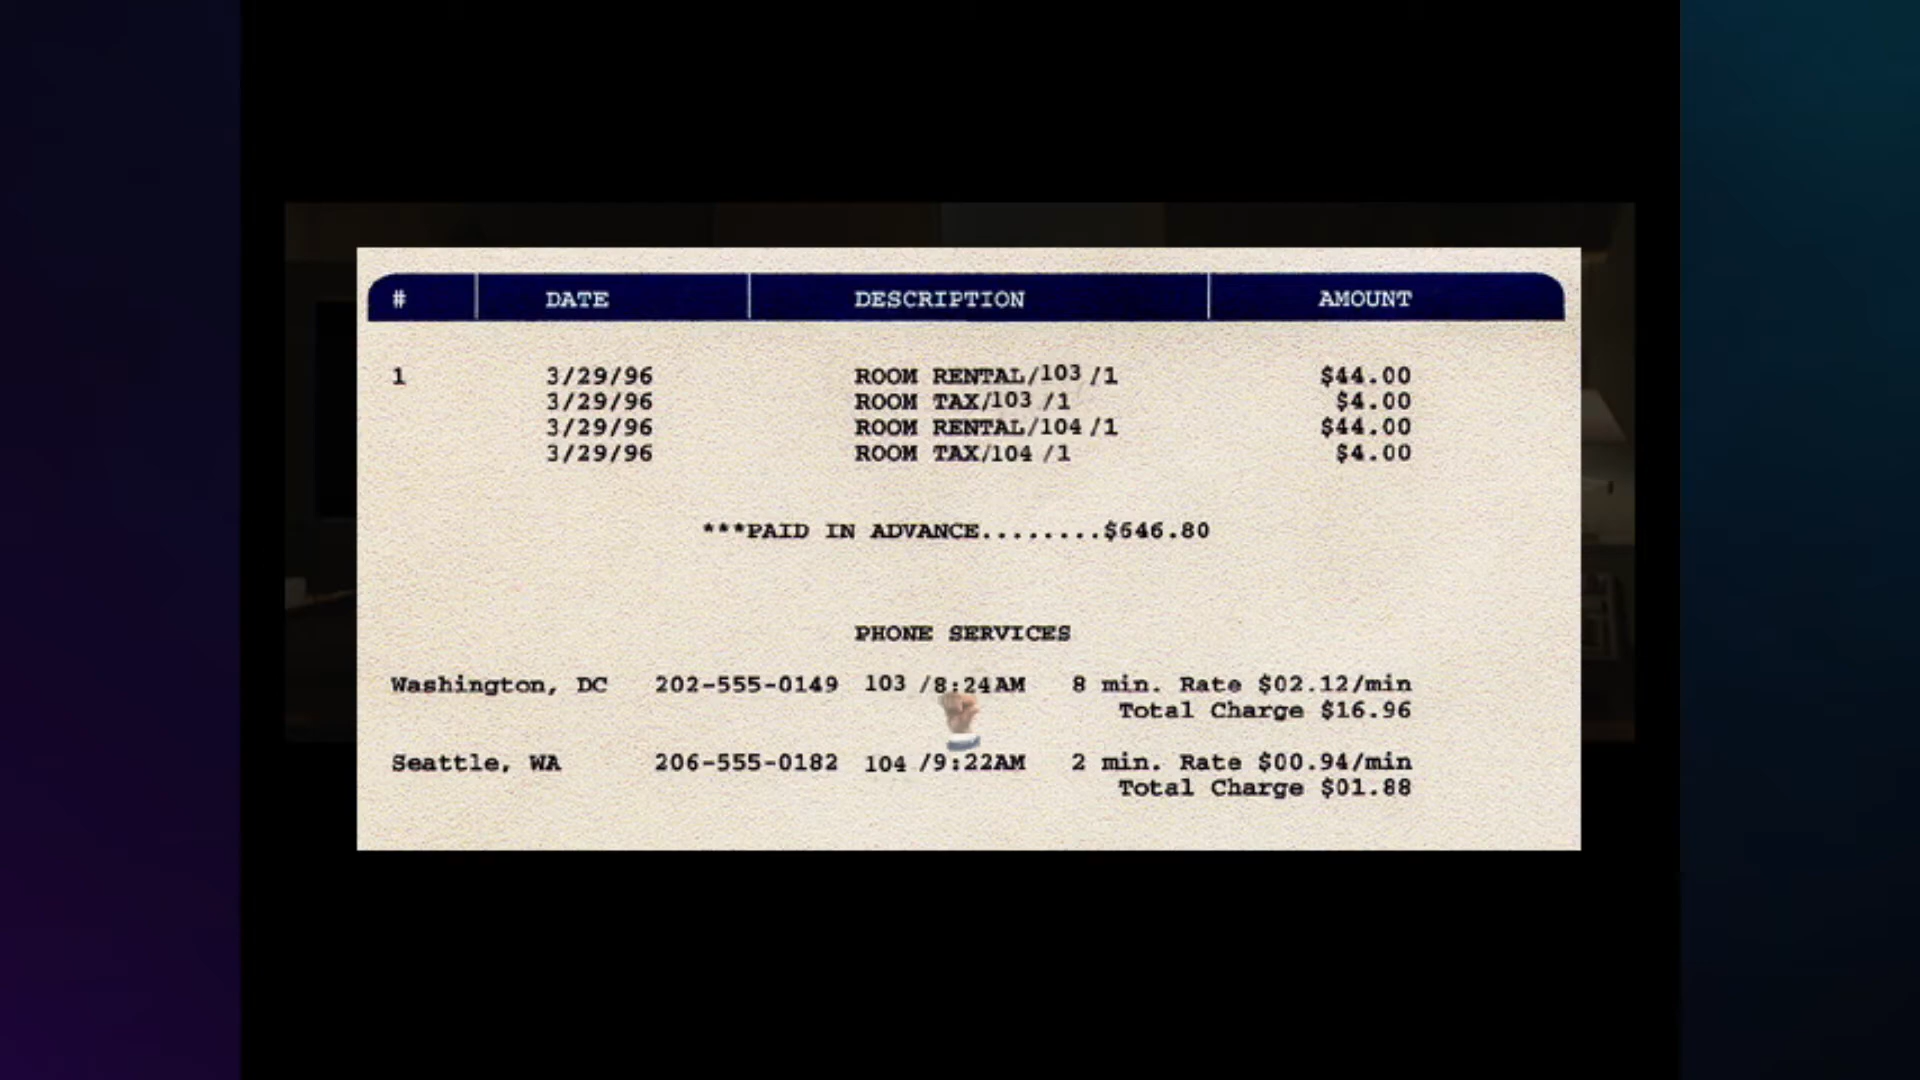 # DATE DESCRIPTION AMOUNT
1 3/29/96 ROOM RENTAL/103 /1 $44.00
3/29/96 ROOM TAX/103 /1 $4.00
3/29/96 ROOM RENTAL/104 /1 $44.00
3/29/96 ROOM TAX/104 /1 $4.00
***PAID IN ADVANCE........$646.80
PHONE SERVICES
Washington, DC 202-555-0149 103 /8:24AM 8 min. Rate $02.12/min
Total Charge $16.96
Seattle, WA 206-555-0182 104 /9:22AM 2 min. Rate $00.94/min
Total Charge $01.88